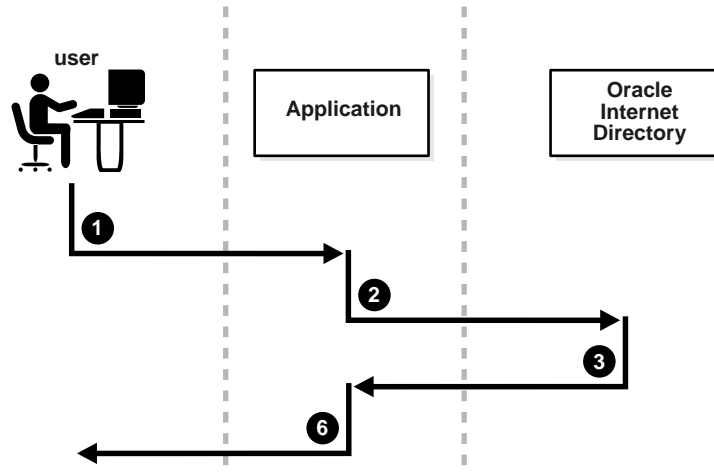 user
Application
Oracle
Internet
Directory
1
2
3
6